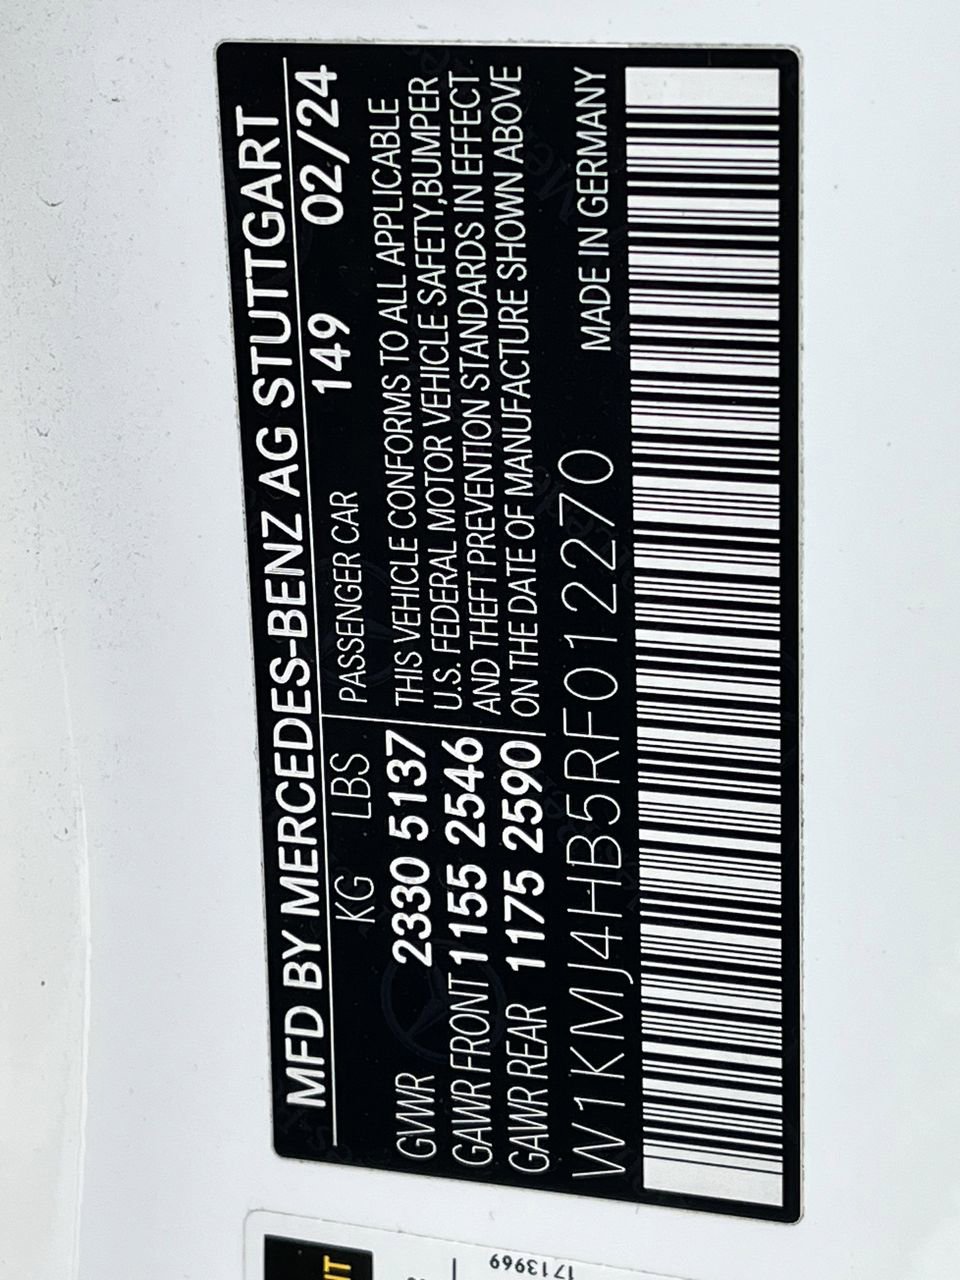 MFD BY MERCEDES-BENZ AG STUTTGART
149 02/24
KG LBS
PASSENGER CAR
GVWR 2330 5137
GAWR FRONT 1155 2546
GAWR REAR 1175 2590
THIS VEHICLE CONFORMS TO ALL APPLICABLE
U.S. FEDERAL MOTOR VEHICLE SAFETY,BUMPER
AND THEFT PREVENTION STANDARDS IN EFFECT
ON THE DATE OF MANUFACTURE SHOWN ABOVE
W1KMJ4HB5RF012270
MADE IN GERMANY
1713969